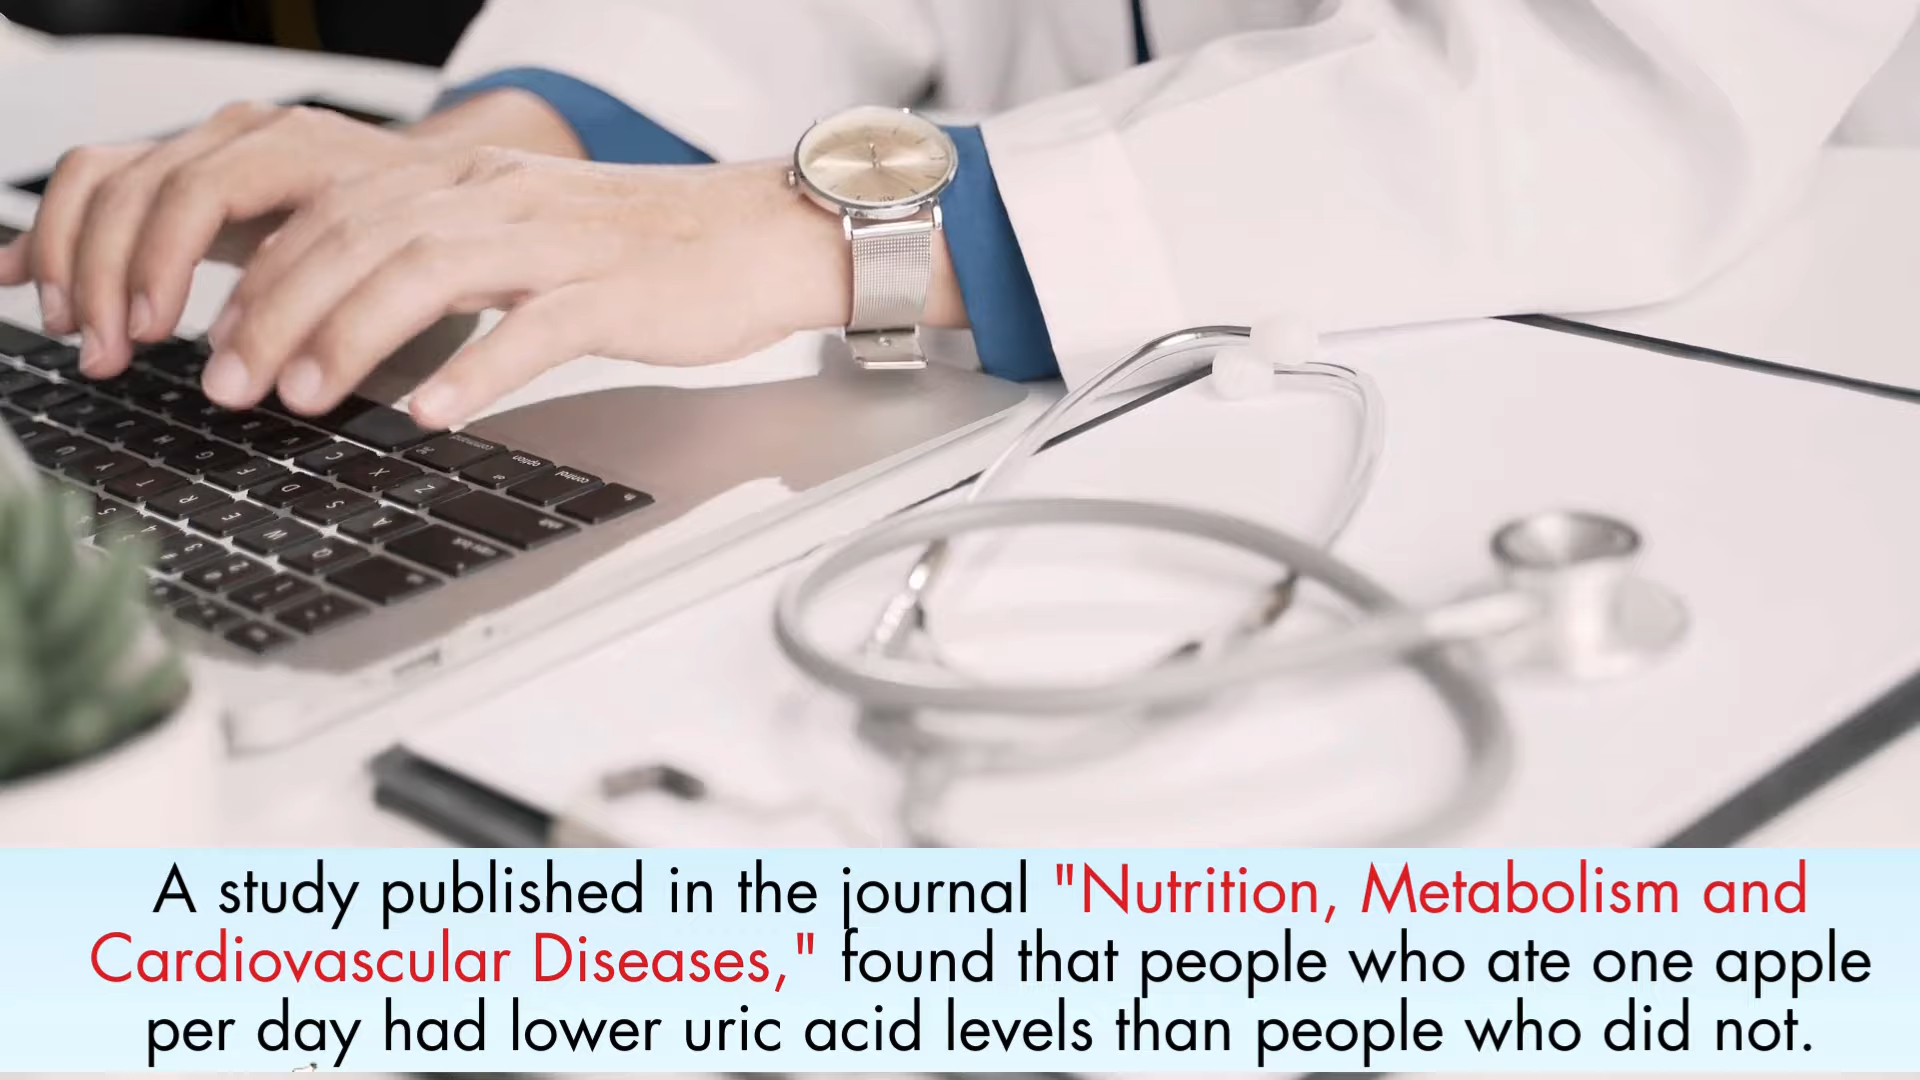 A study published in the journal "Nutrition, Metabolism and
Cardiovascular Diseases," found that people who ate one apple
per day had lower uric acid levels than people who did not.